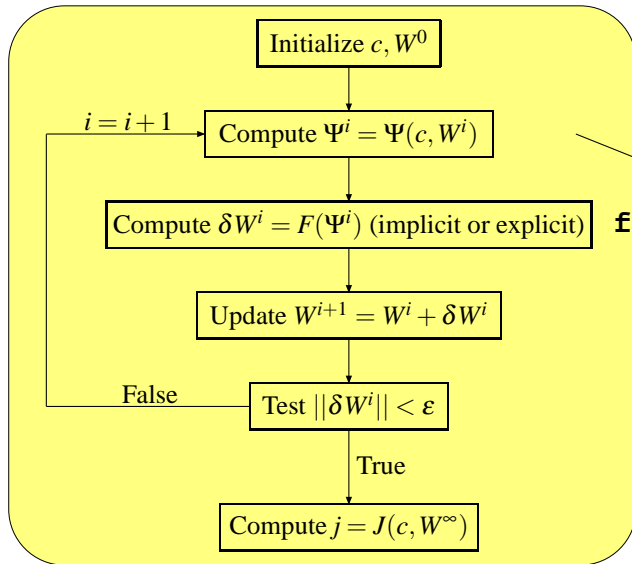 Initialize c, W⁰
i = i + 1
Compute Ψⁱ = Ψ(c, Wⁱ)
Compute δWⁱ = F(Ψⁱ) (implicit or explicit)
f
Update Wⁱ⁺¹ = Wⁱ + δWⁱ
False
Test ||δWⁱ|| < ε
True
Compute j = J(c, W^∞)